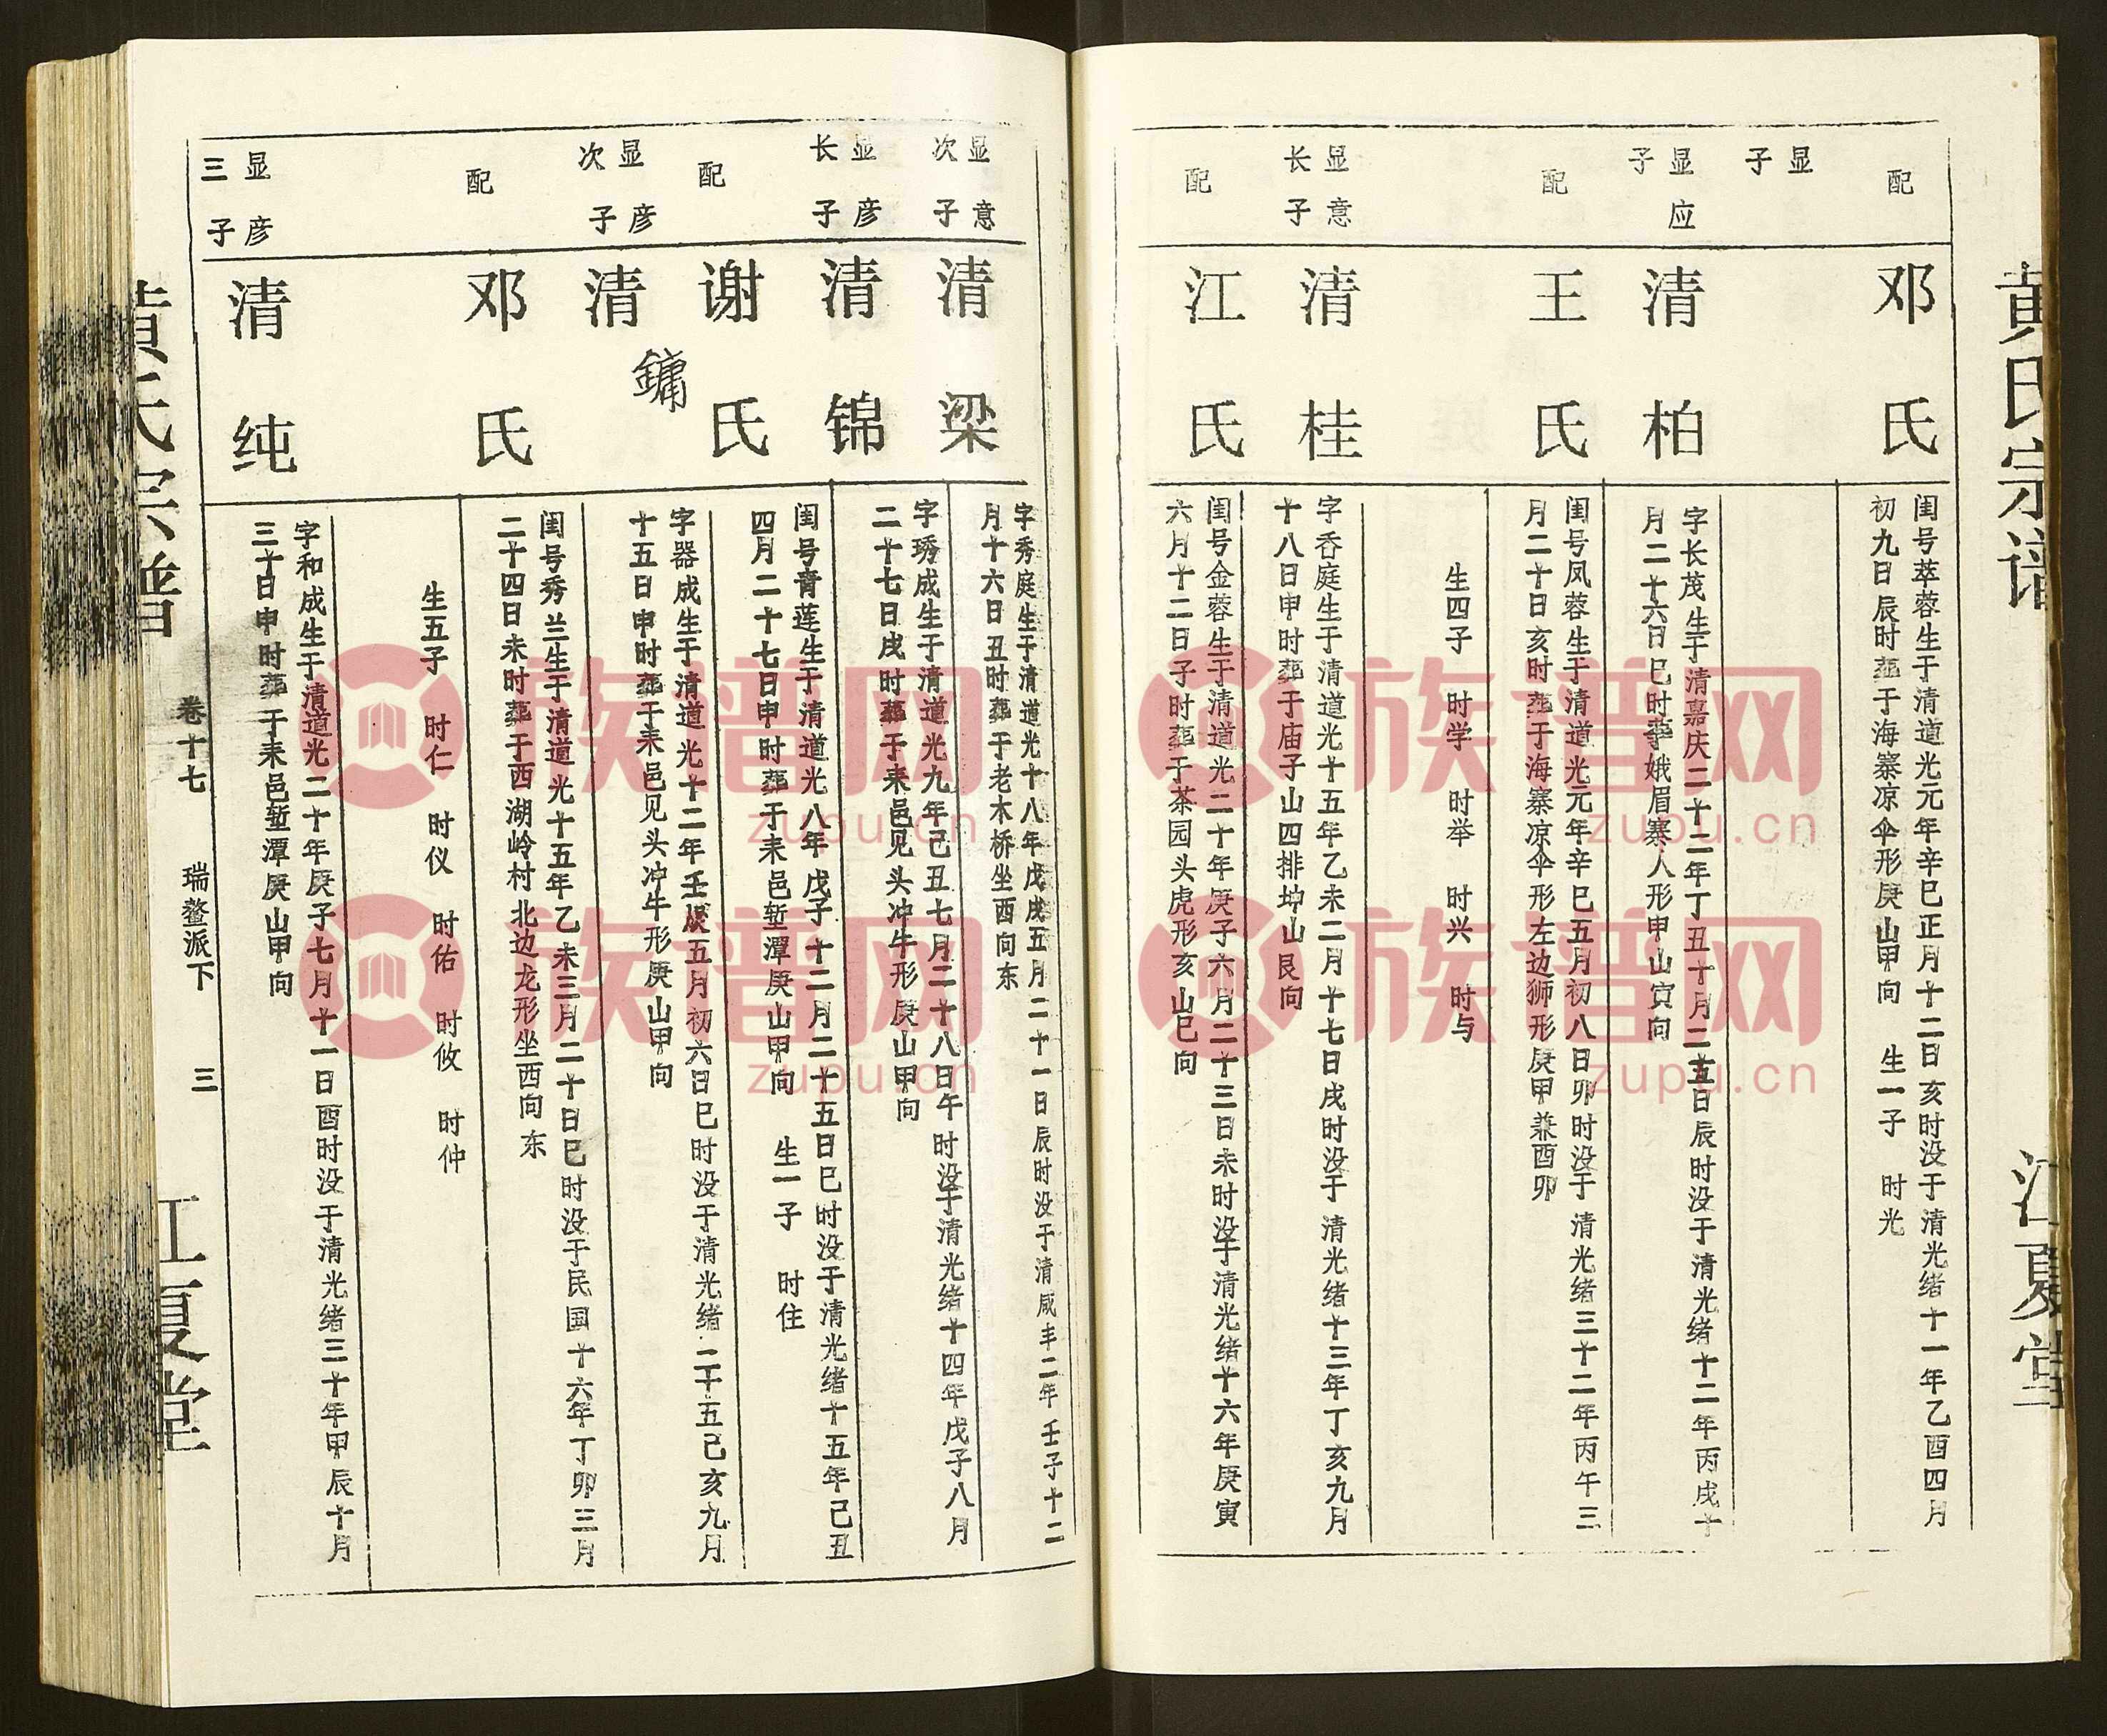 黄氏宗谱
江夏堂
配
邓氏
闺号萃蓉生于清道光元年辛巳正月十二日亥时没于清光绪十一年乙酉四月
初九日辰时葬于海寨凉伞形庚山甲向 生一子 时光
显
子
显应
子
清柏
字长茂生于清嘉庆二十二年丁丑十月二十五日辰时没于清光绪十二年丙戌十
月二十六日巳时葬娥眉寨人形申山寅向
配
王氏
闺号凤蓉生于清道光元年辛巳五月初八日卯时没于清光绪三十二年丙午三
月二十日亥时葬于海寨凉伞形左边狮形庚甲兼酉卯
生四子 时学 时举 时兴 时与
显意
长子
清桂
字香庭生于清道光十五年乙未二月十七日戌时没于清光绪十三年丁亥九月
十八日申时葬于庙子山四排坤山艮向
配
江氏
闺号金蓉生于清道光二十年庚子六月二十三日未时没于清光绪十六年庚寅
六月十二日子时葬于茶园头虎形亥山巳向
显意
次子
清梁
字秀庭生于清道光十八年戊戌五月二十一日辰时没于清咸丰二年壬子十二
月十六日丑时葬于老木桥坐酉向东
显彦
长子
清锦
字琇成生于清道光九年己丑七月二十八日午时没于清光绪十四年戊子八月
二十七日戌时葬于耒邑见头冲牛形庚山甲向
配
谢氏
闺号青莲生于清道光八年戊子十二月二十五日巳时没于清光绪十五年己丑
四月二十七日申时葬于耒邑堑潭庚山甲向 生一子 时住
显彦
次子
清鏞
字器成生于清道光十二年壬辰五月初六日巳时没于清光绪二十五己亥九月
十五日申时葬于耒邑见头冲牛形庚山甲向
配
邓氏
闺号秀兰生于清道光十五年乙未三月二十日巳时没于民国十六年丁卯三月
二十四日未时葬于西湖岭村北边龙形坐西向东
生五子 时仁 时仪 时佑 时攸 时仲
显彦
三子
清纯
字和成生于清道光二十年庚子七月十一日酉时没于清光绪三十年甲辰十月
三十日申时葬于耒邑堑潭庚山甲向
黄氏宗谱
卷十七 瑞鳌派下 三
江夏堂
族谱网
zupu.cn
族谱网
zupu.cn
族谱网
zupu.cn
族谱网
zupu.cn